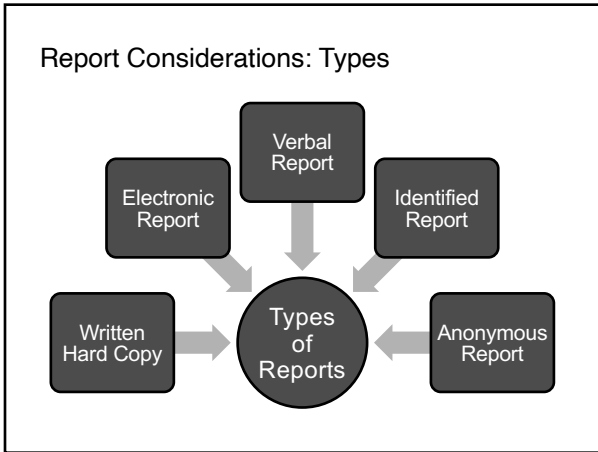 Report Considerations: Types
Verbal
Report
Electronic
Report
Identified
Report
Written
Hard Copy
Types
of
Reports
Anonymous
Report